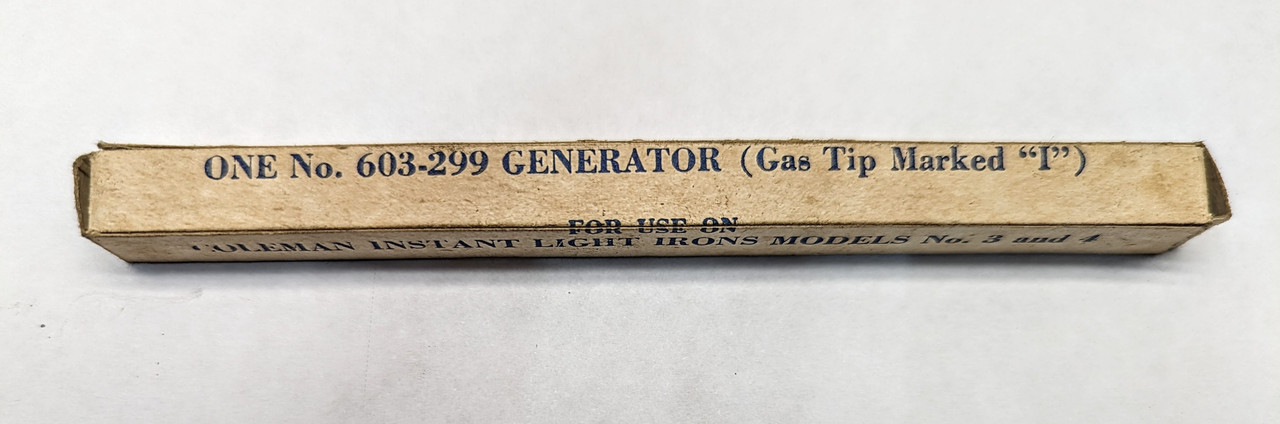 ONE No. 603-299 GENERATOR (Gas Tip Marked “I”)
FOR USE ON
COLEMAN INSTANT LIGHT IRONS MODELS No. 3 and 4